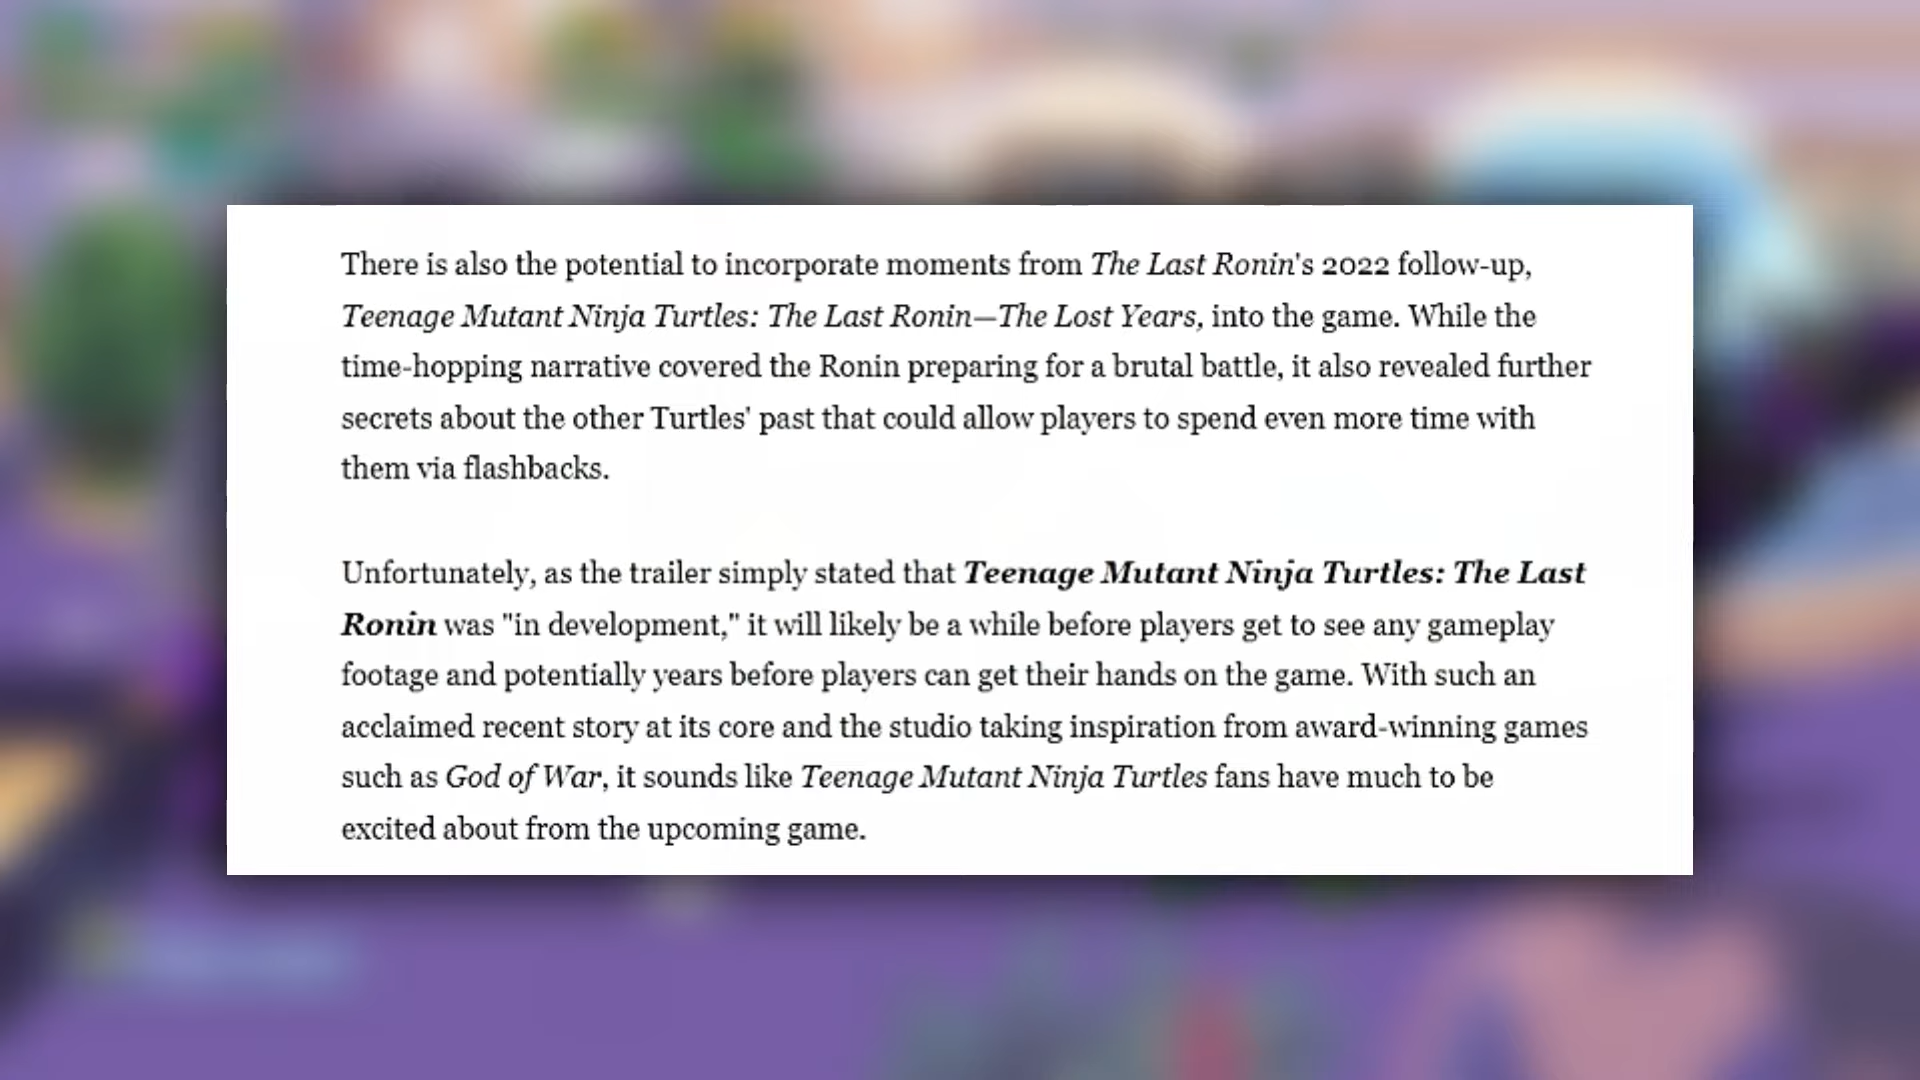 There is also the potential to incorporate moments from The Last Ronin's 2022 follow-up,
Teenage Mutant Ninja Turtles: The Last Ronin—The Lost Years, into the game. While the
time-hopping narrative covered the Ronin preparing for a brutal battle, it also revealed further
secrets about the other Turtles' past that could allow players to spend even more time with
them via flashbacks.
Unfortunately, as the trailer simply stated that Teenage Mutant Ninja Turtles: The Last
Ronin was "in development," it will likely be a while before players get to see any gameplay
footage and potentially years before players can get their hands on the game. With such an
acclaimed recent story at its core and the studio taking inspiration from award-winning games
such as God of War, it sounds like Teenage Mutant Ninja Turtles fans have much to be
excited about from the upcoming game.